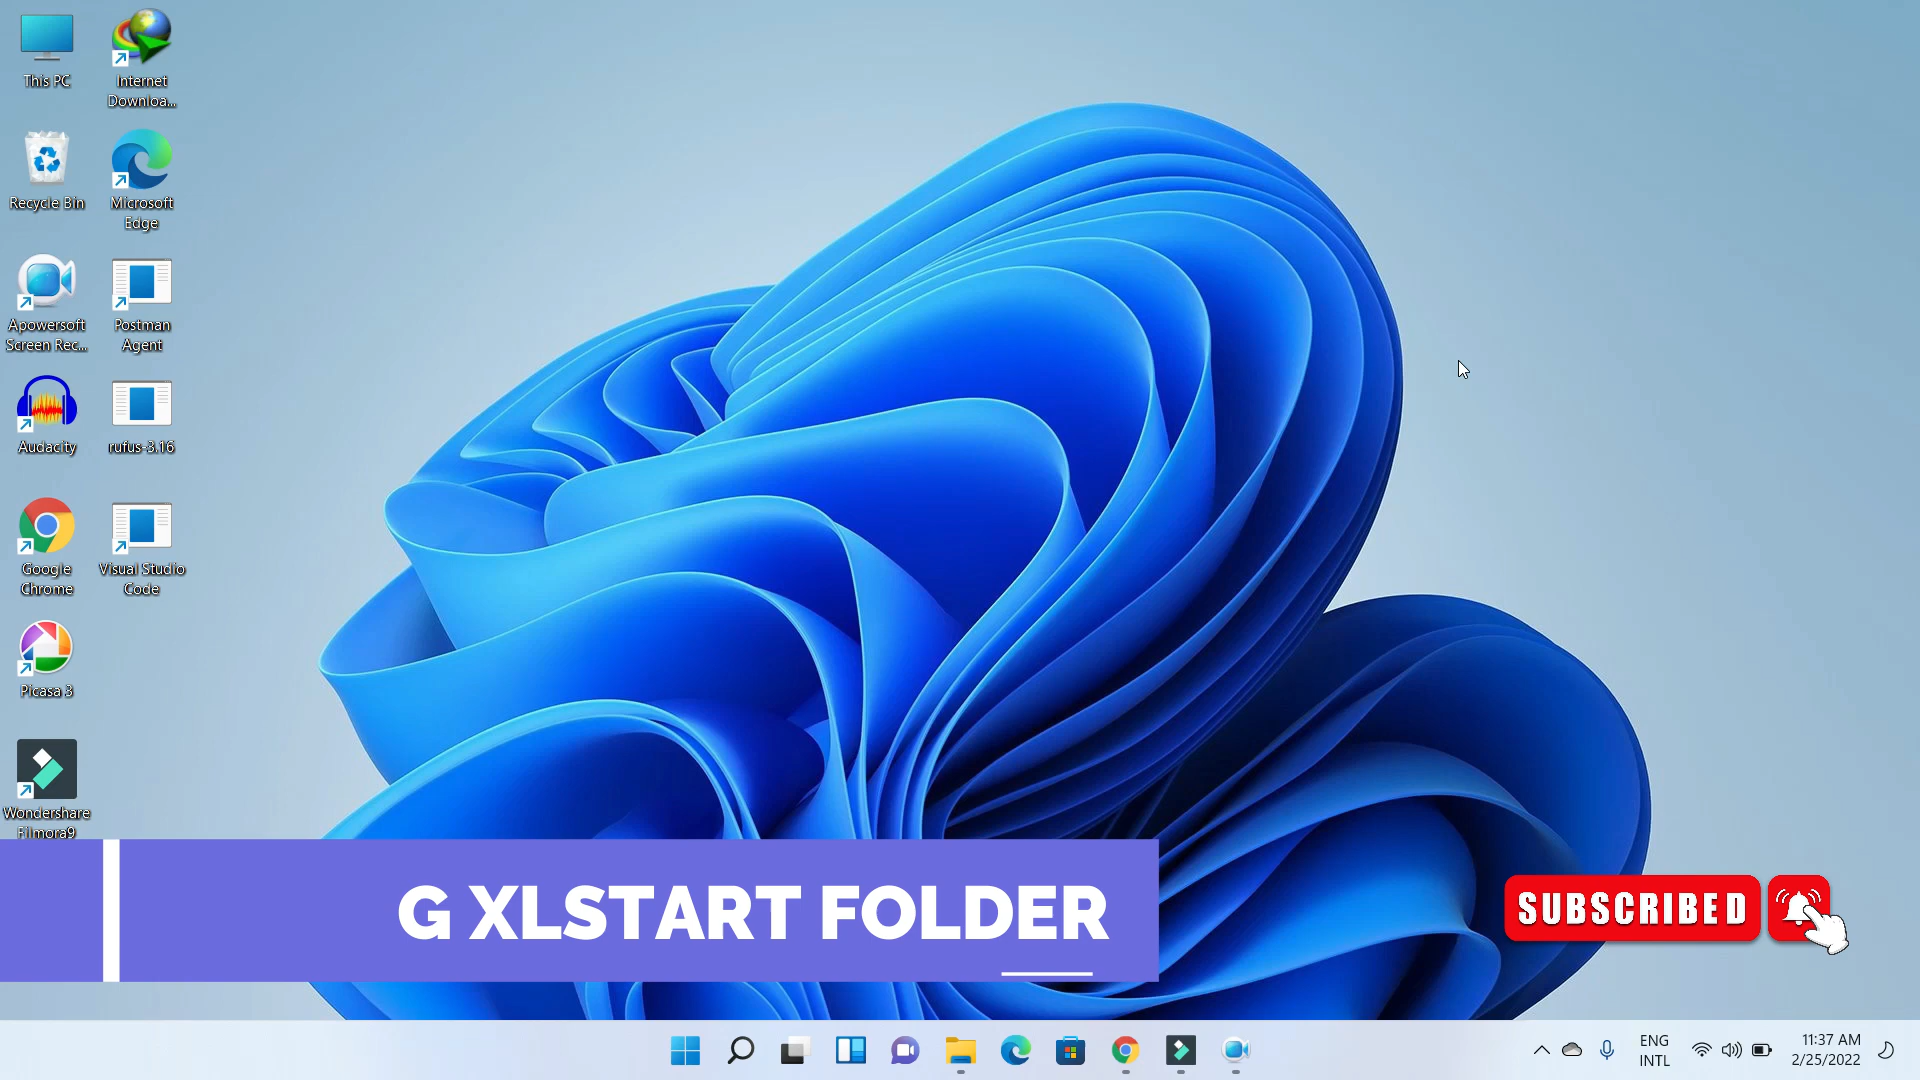 This PC
Internet
Downloa...
Recycle Bin
Microsoft
Edge
Apowersoft
Screen Rec...
Postman
Agent
Audacity
rufus-3.16
Google
Chrome
Visual Studio
Code
Picasa 3
Wondershare
Filmora9
G XLSTART FOLDER
SUBSCRIBED
ENG
INTL
11:37 AM
2/25/2022